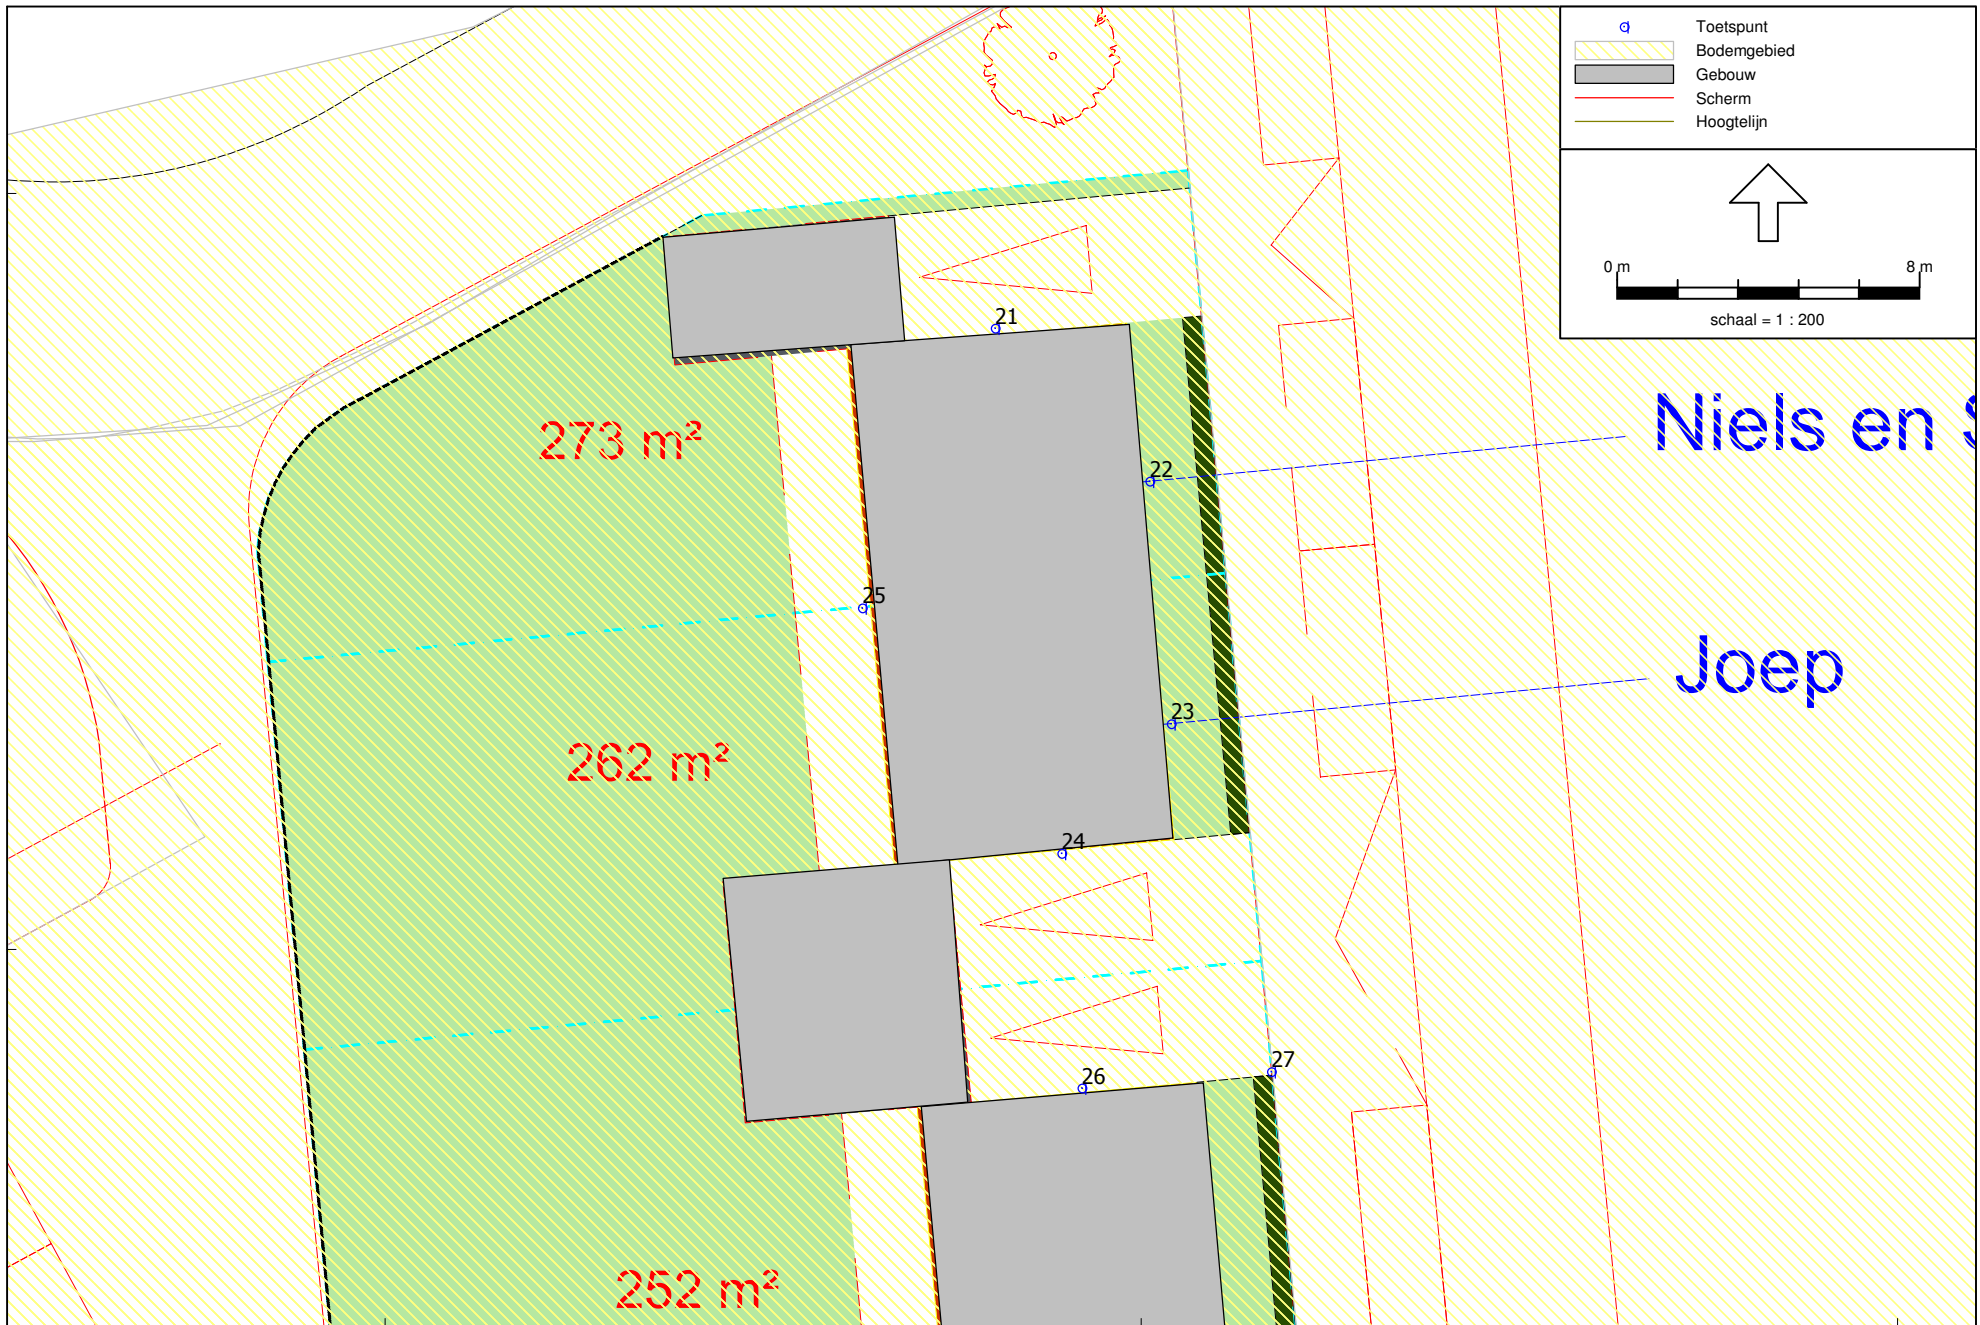 Toetspunt
Bodemgebied
Gebouw
Scherm
Hoogtelijn
0 m 8 m
schaal = 1 : 200
21
Niels en S
273 m²
22
25
Joep
23
262 m²
24
27
26
252 m²